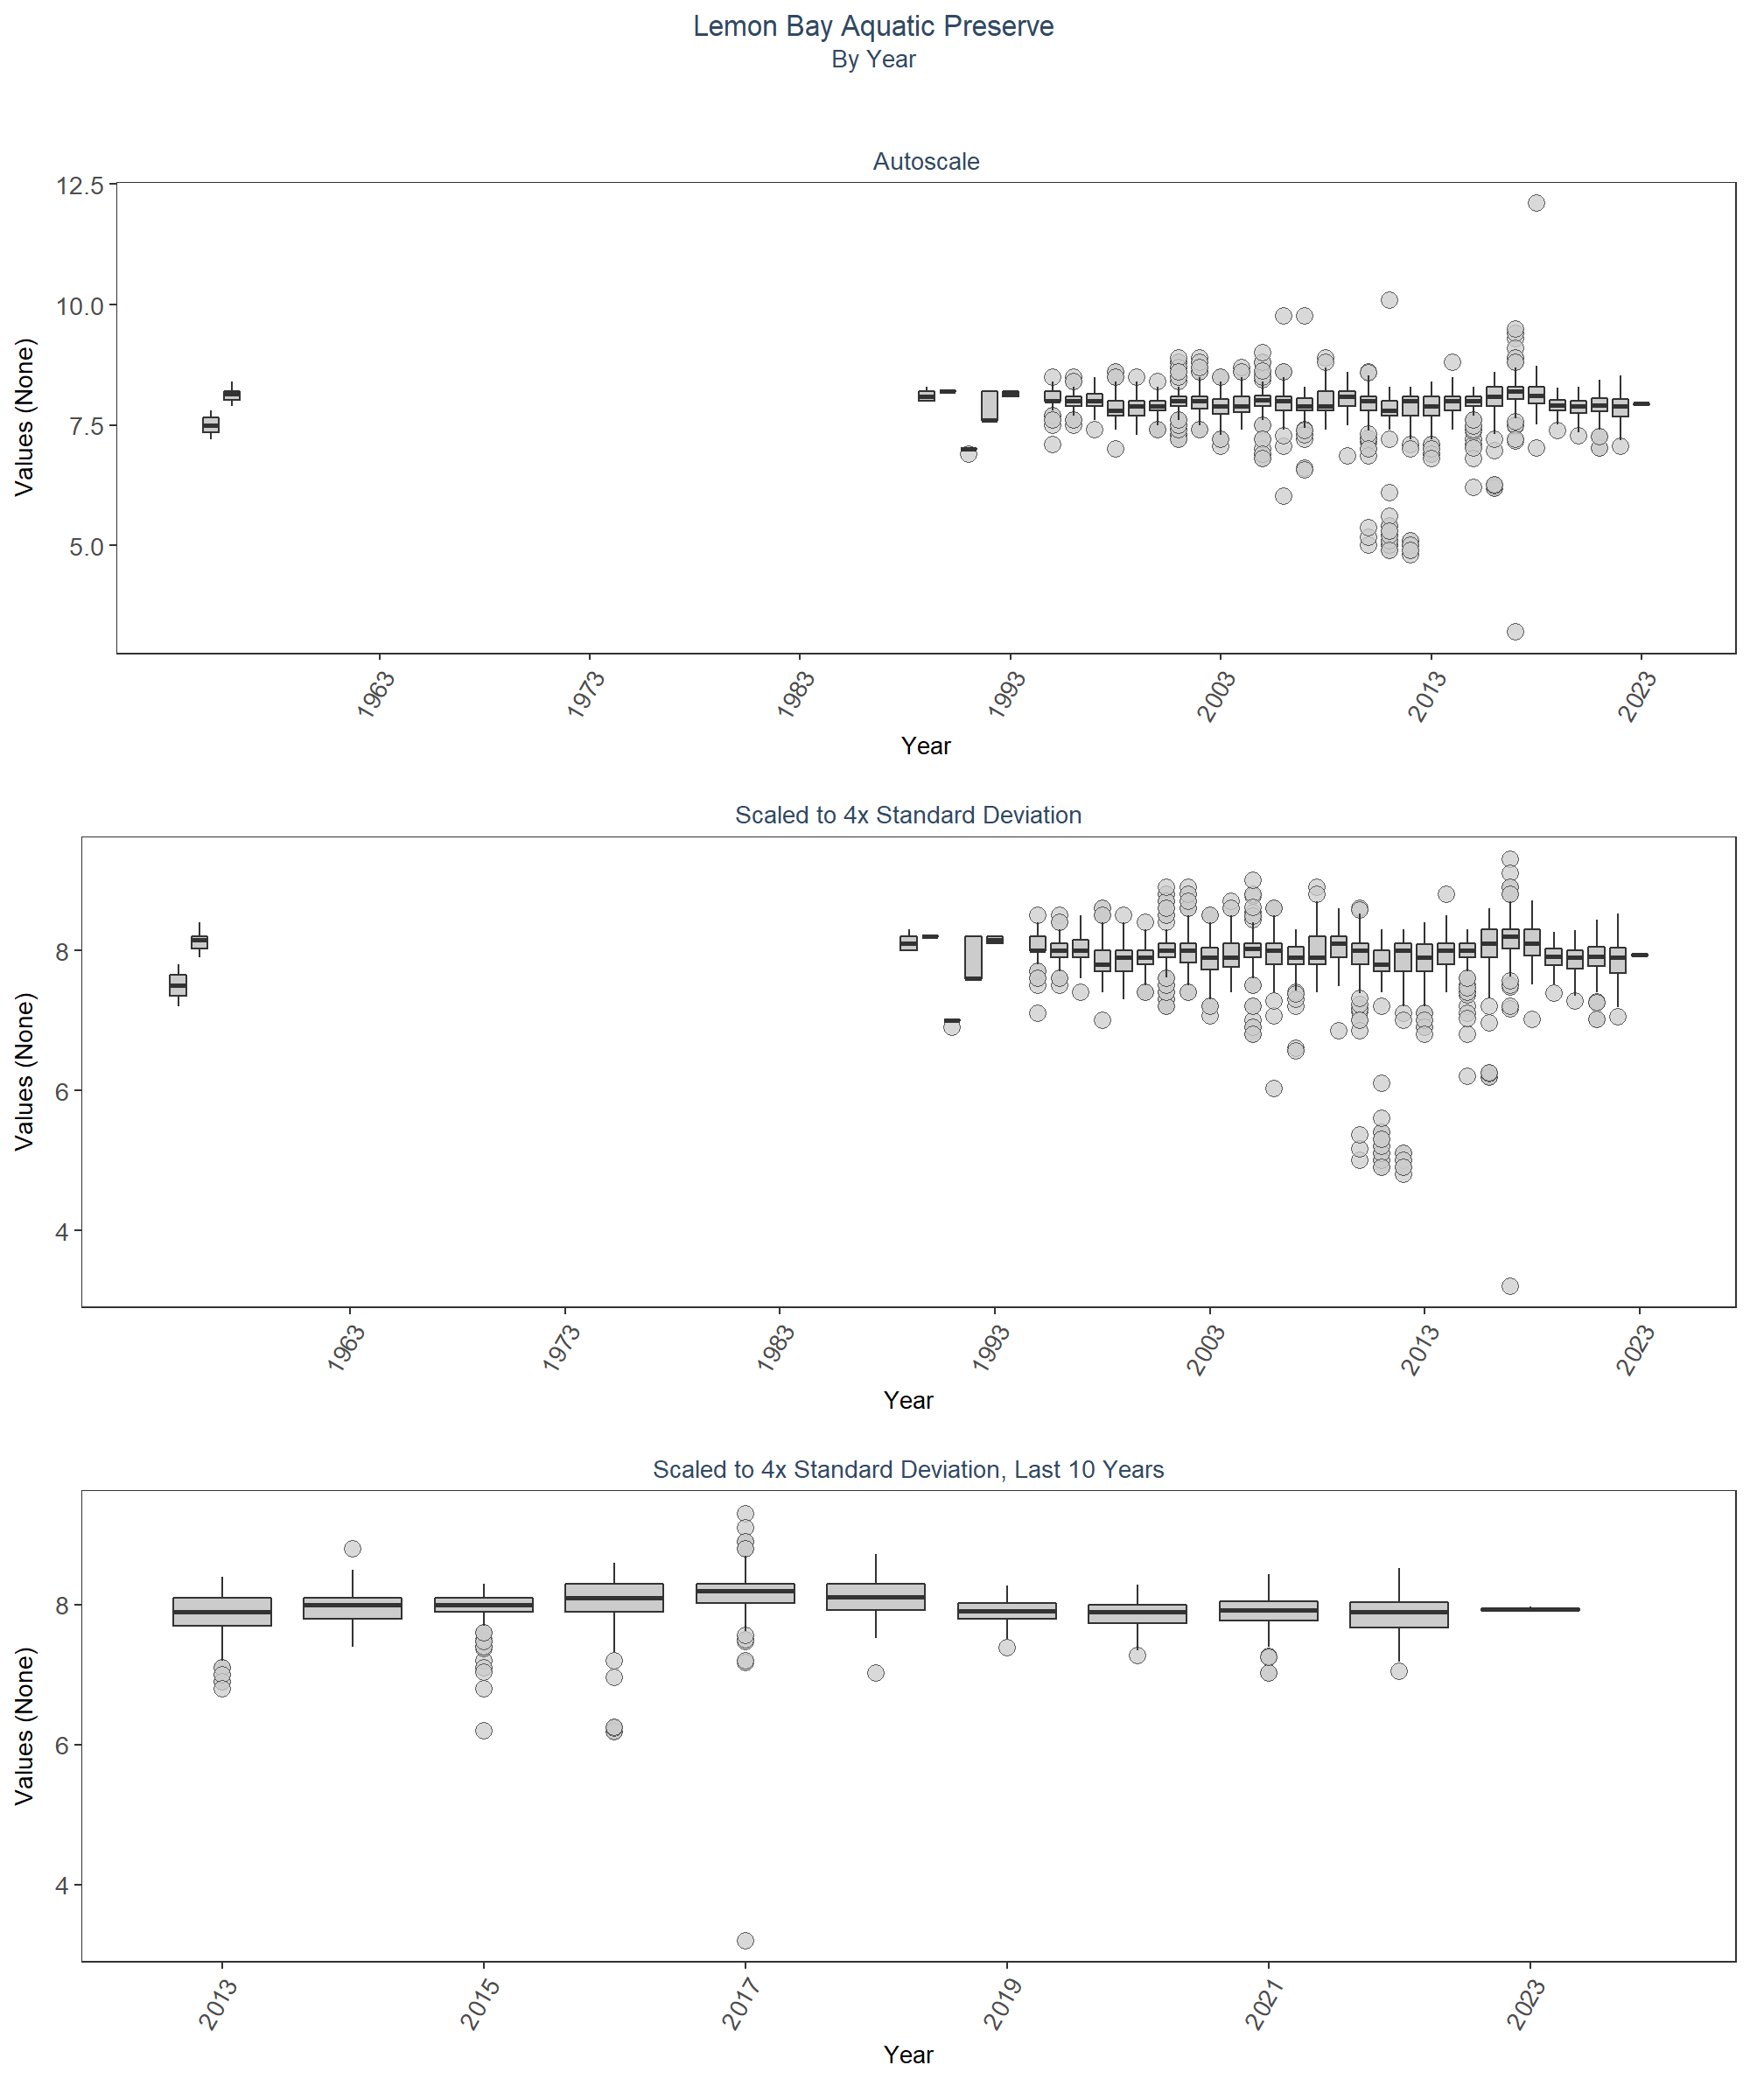 Lemon Bay Aquatic Preserve
By Year
Autoscale
12.5
10.0
7.5
5.0
Values (None)
1963 1973 1983 1993 2003 2013 2023
Year
Scaled to 4x Standard Deviation
8
6
4
Values (None)
1963 1973 1983 1993 2003 2013 2023
Year
Scaled to 4x Standard Deviation, Last 10 Years
8
6
4
Values (None)
2013 2015 2017 2019 2021 2023
Year